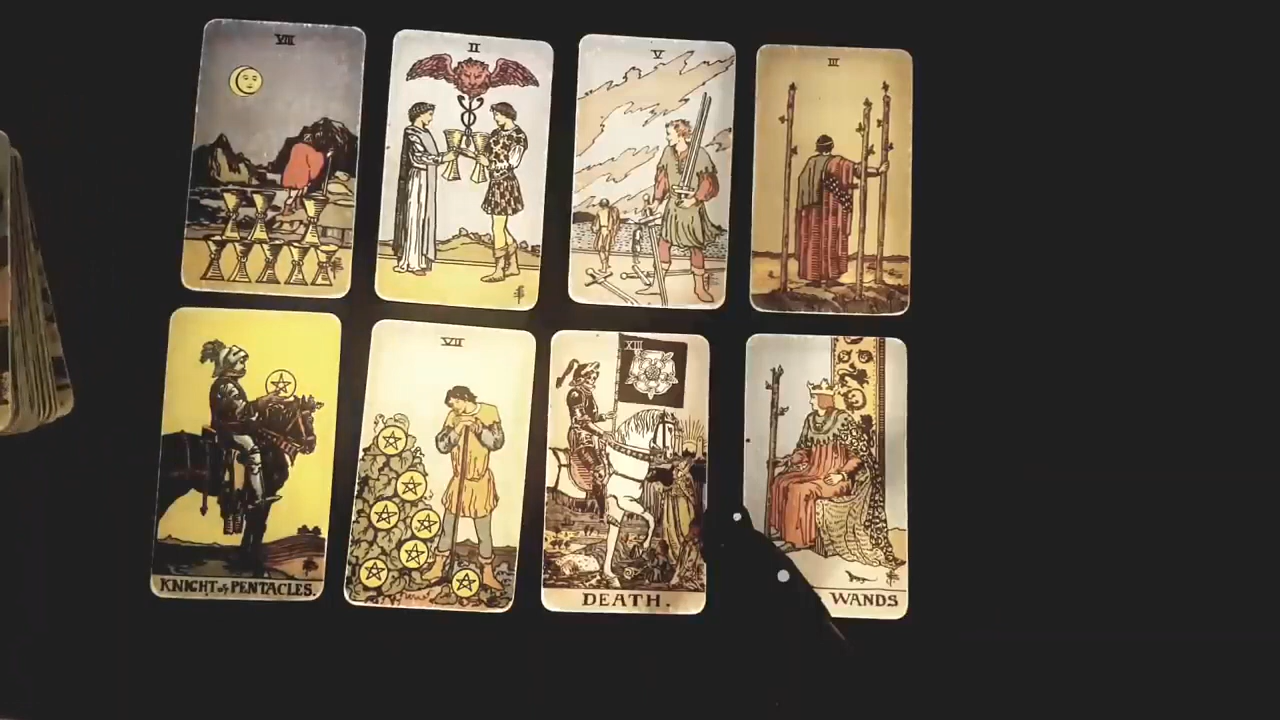 VIII
II
V
III
KNIGHT of PENTACLES.
VII
XIII
DEATH.
WANDS